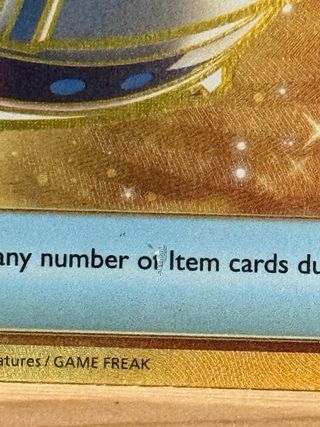 any number of Item cards du
atures / GAME FREAK